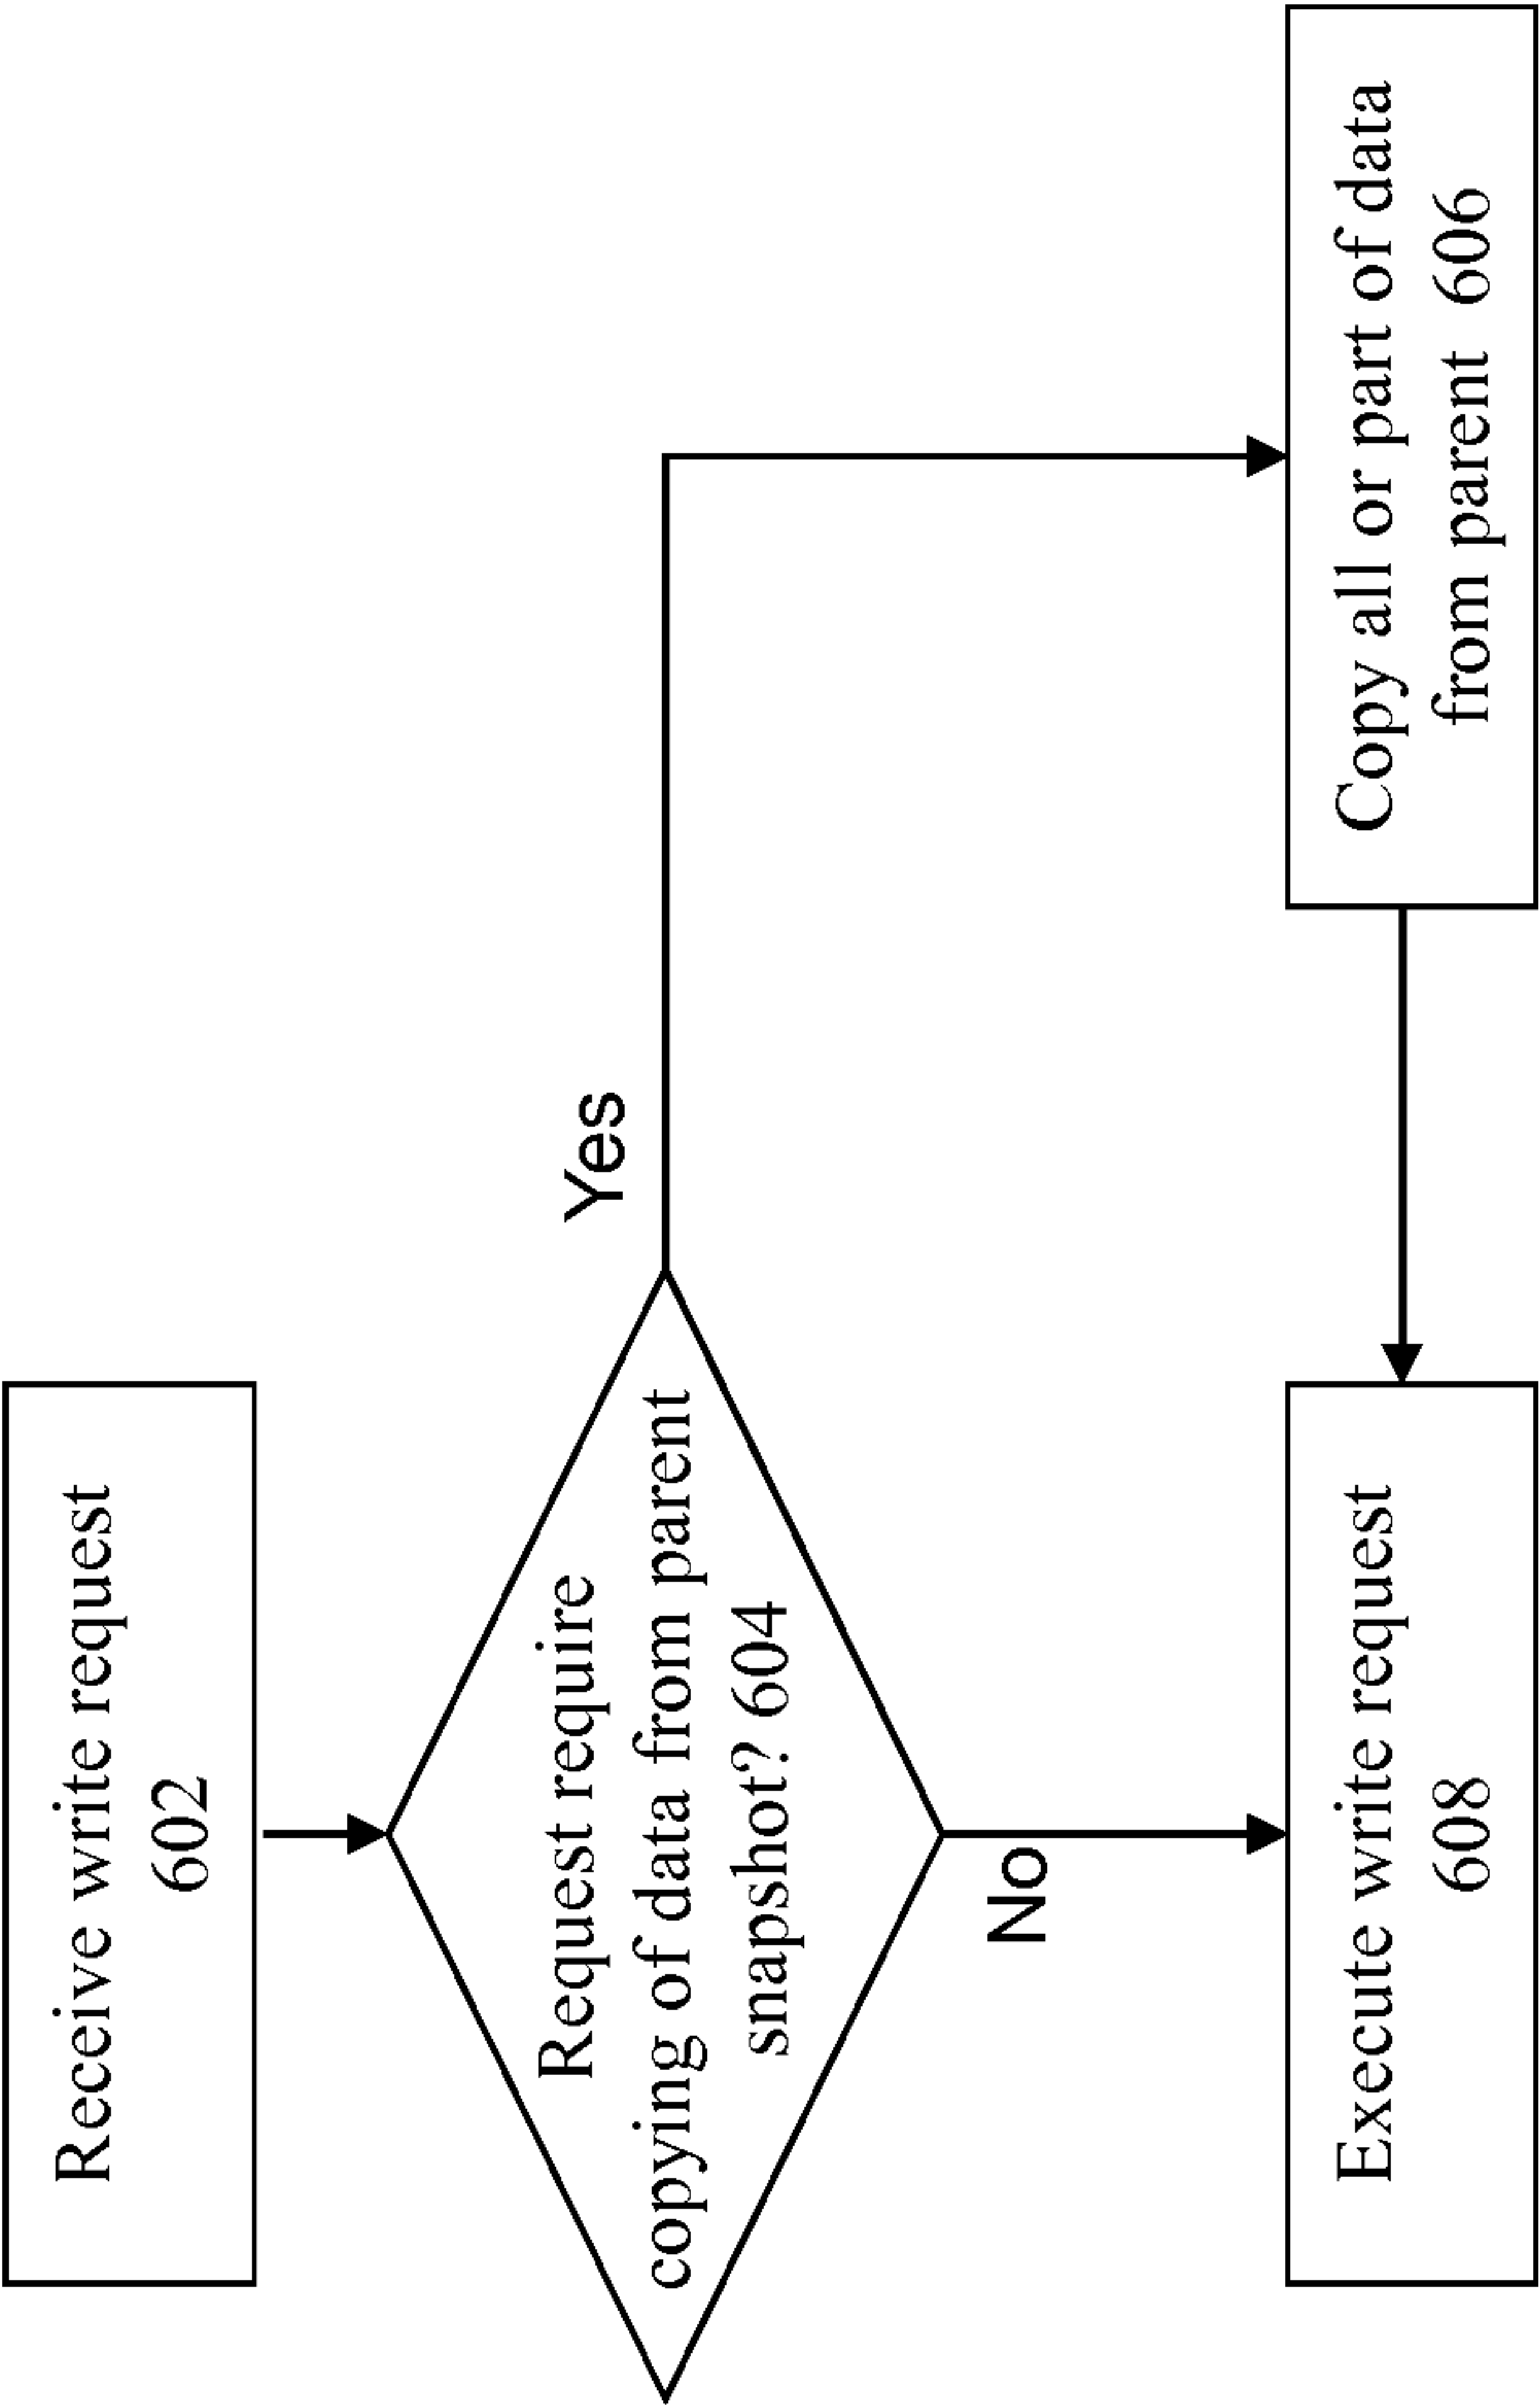 Receive write request
602
Request require
copying of data from parent
snapshot? 604
Yes
No
Copy all or part of data
from parent 606
Execute write request
608